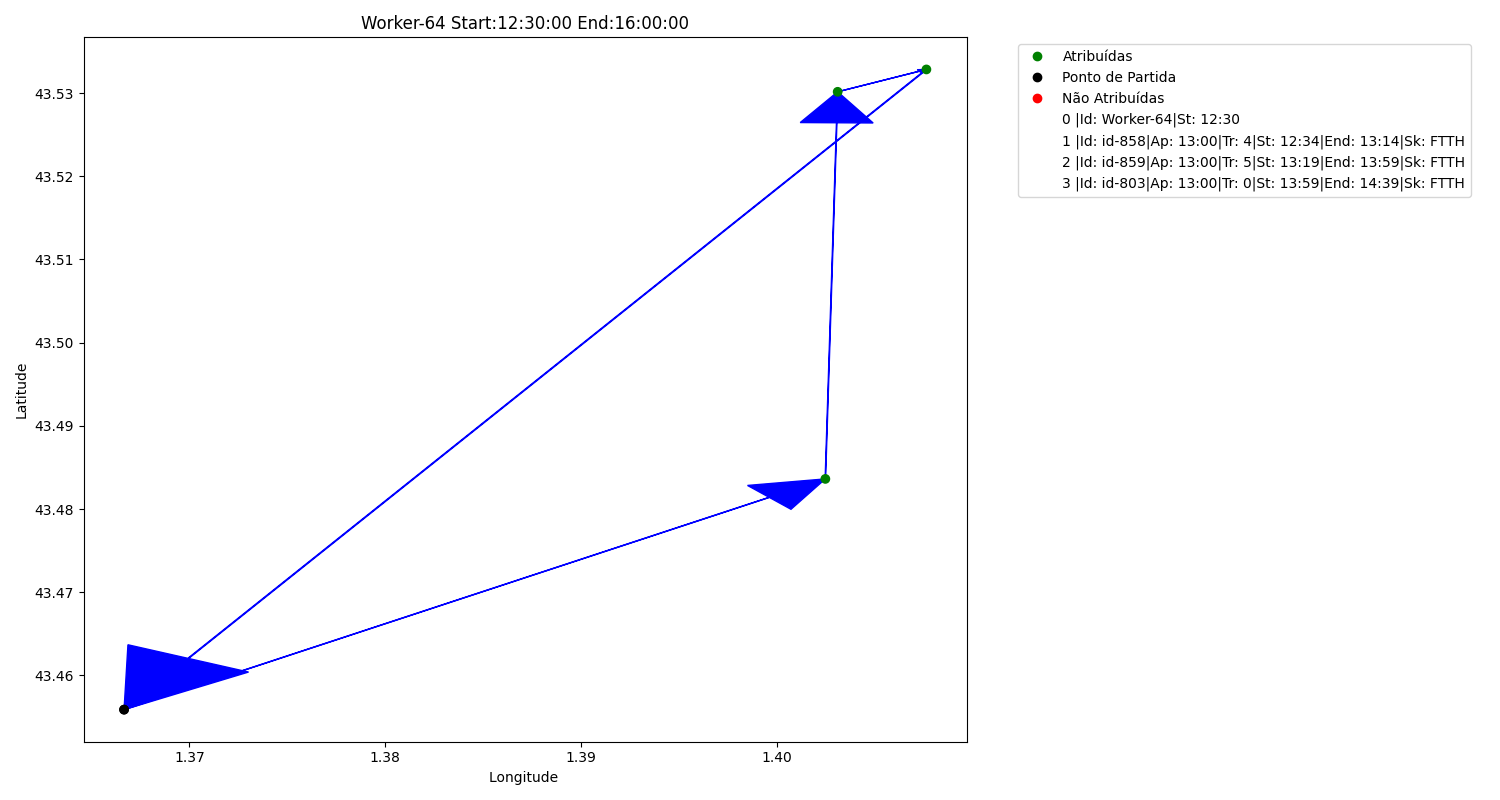 Worker-64 Start:12:30:00 End:16:00:00
43.53
43.52
43.51
43.50
43.49
43.48
43.47
43.46
Latitude
1.37
1.38
1.39
1.40
Longitude
Atribuídas
Ponto de Partida
Não Atribuídas
0 |Id: Worker-64|St: 12:30
1 |Id: id-858|Ap: 13:00|Tr: 4|St: 12:34|End: 13:14|Sk: FTTH
2 |Id: id-859|Ap: 13:00|Tr: 5|St: 13:19|End: 13:59|Sk: FTTH
3 |Id: id-803|Ap: 13:00|Tr: 0|St: 13:59|End: 14:39|Sk: FTTH